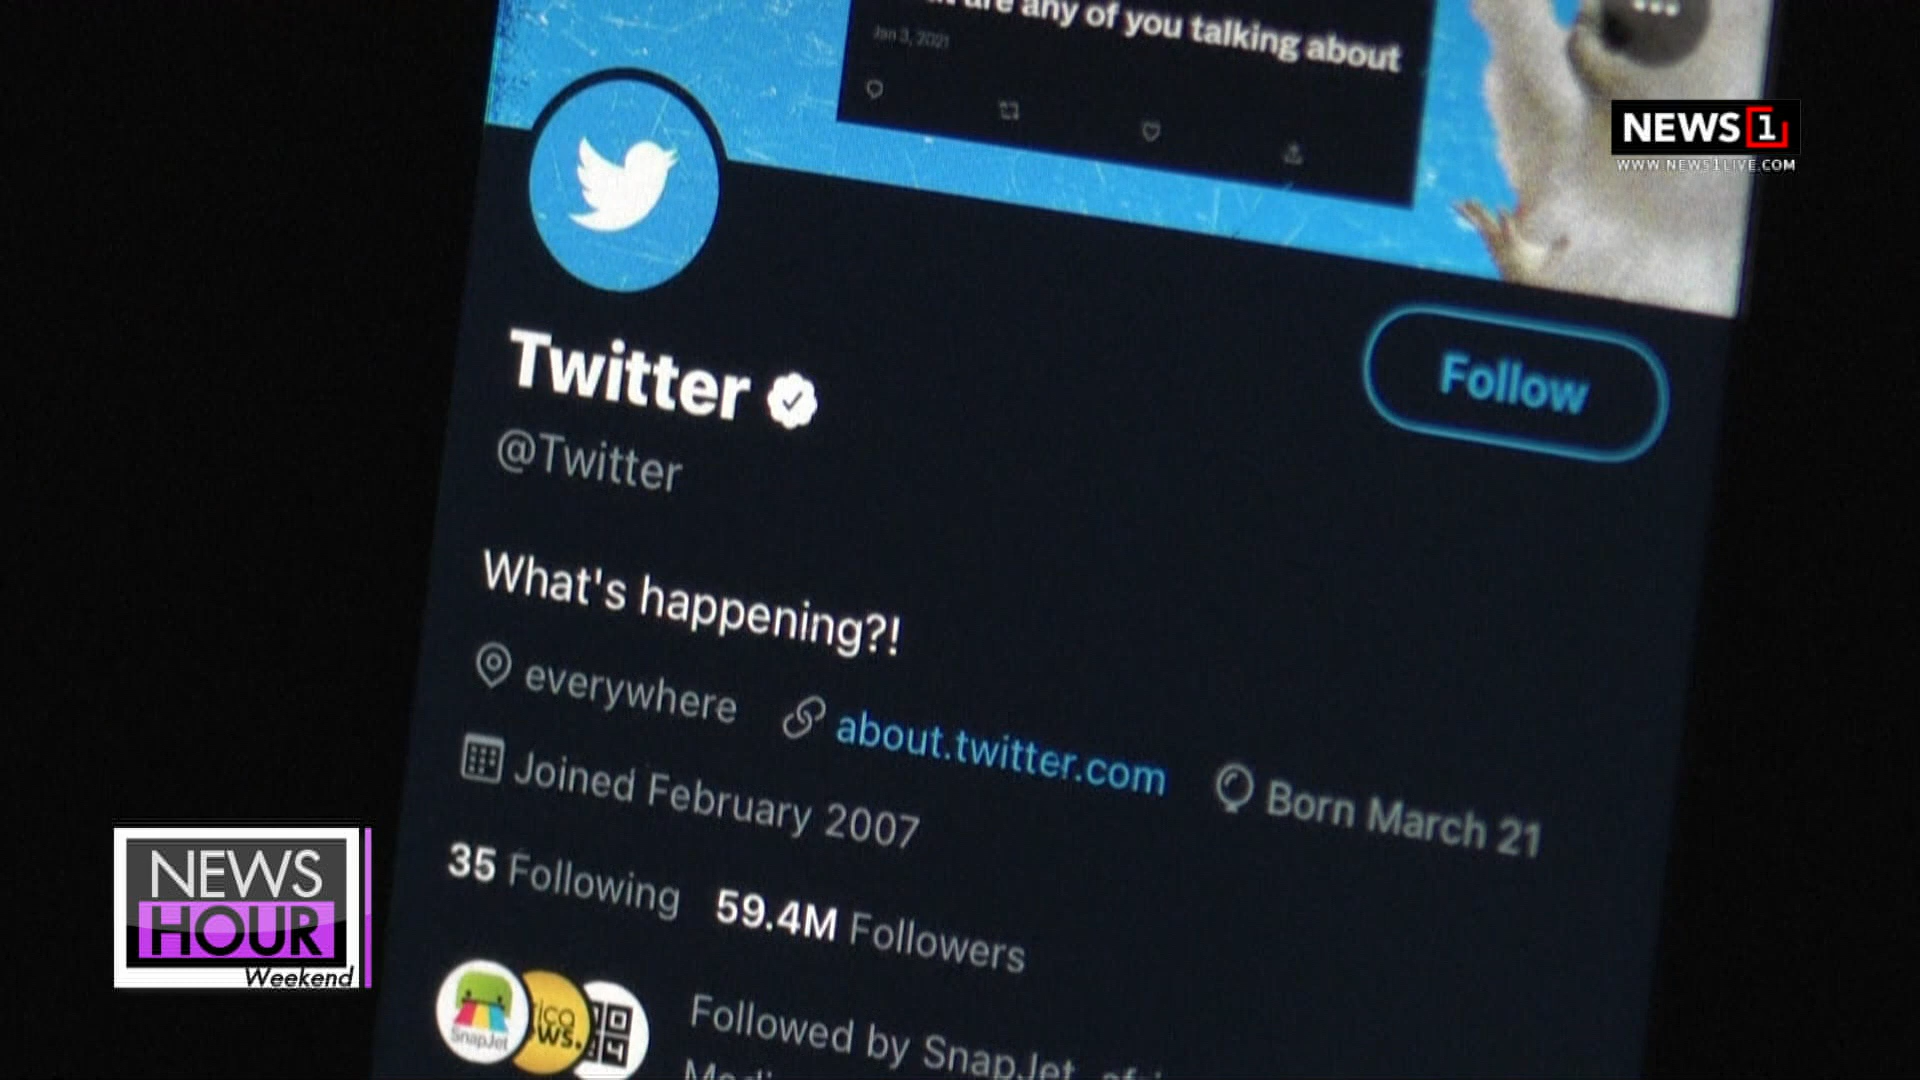 are any of you talking about
Jan 3, 2021
NEWS 1
WWW.NEWS1LIVE.COM
Twitter
@Twitter
Follow
What's happening?!
everywhere about.twitter.com Born March 21
Joined February 2007
35 Following 59.4M Followers
Followed by SnapJet,
SnapJet
NEWS
HOUR
Weekend